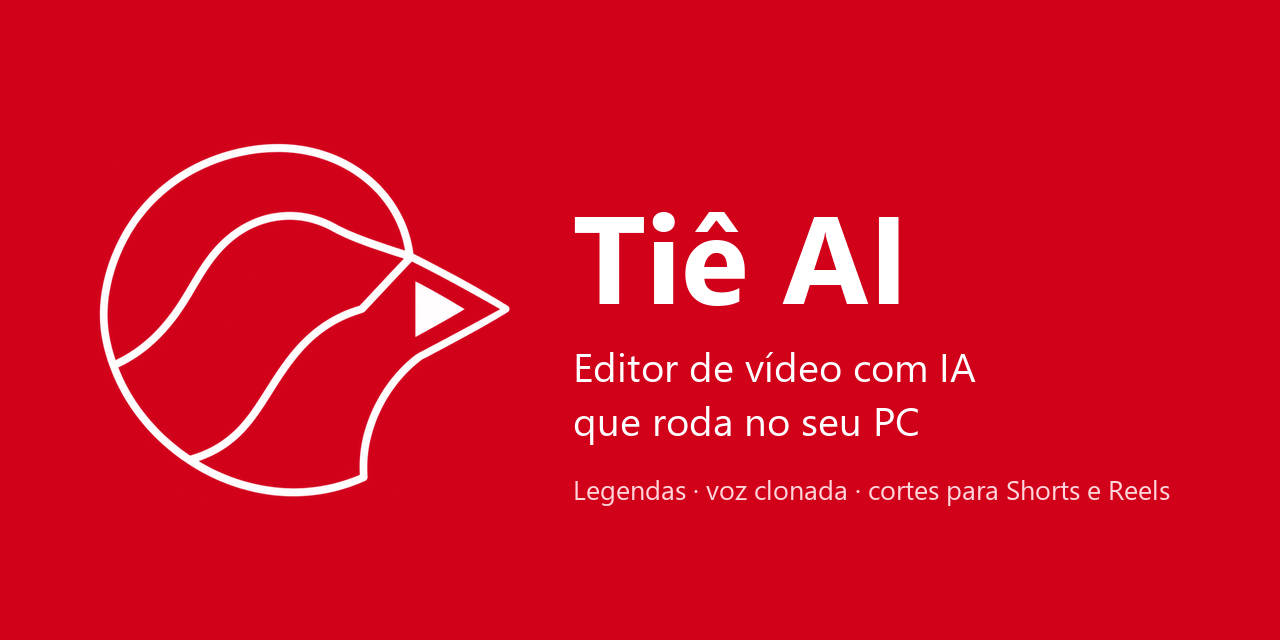 Tiê AI
Editor de vídeo com IA
que roda no seu PC
Legendas · voz clonada · cortes para Shorts e Reels